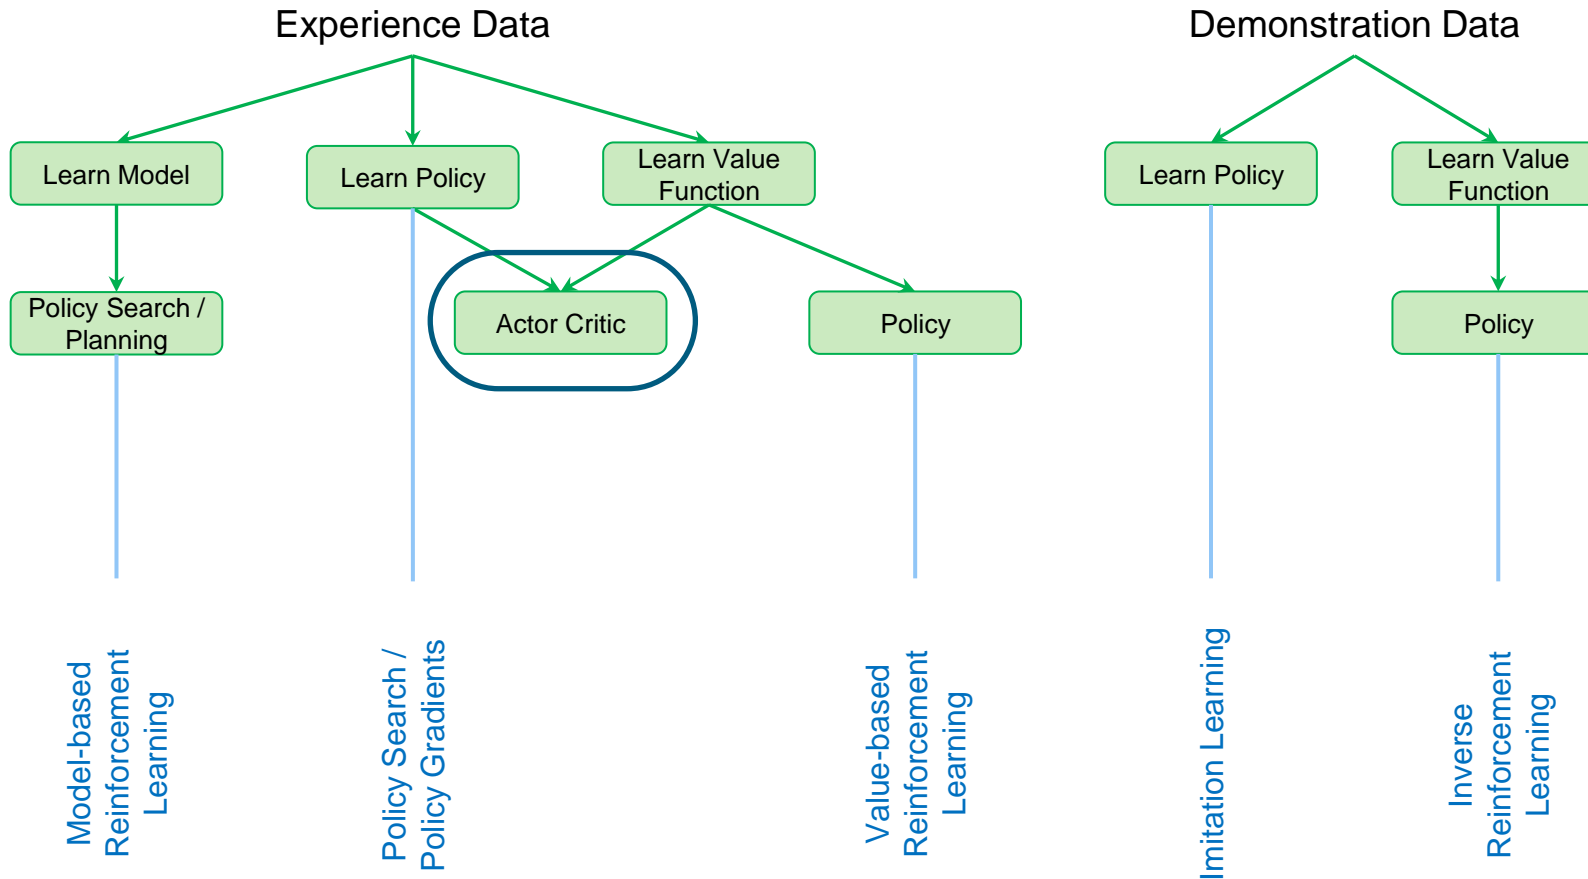 Experience Data
Demonstration Data
Learn Model
Learn Policy
Learn Value
Function
Learn Policy
Learn Value
Function
Policy Search /
Planning
Actor Critic
Policy
Policy
Model-based
Reinforcement
Learning
Policy Search /
Policy Gradients
Value-based
Reinforcement
Learning
Imitation Learning
Inverse
Reinforcement
Learning